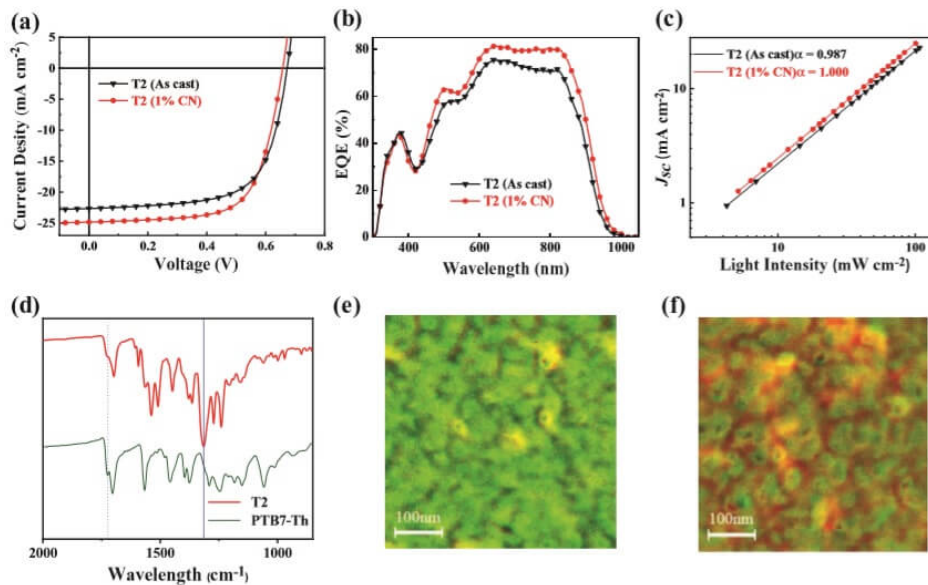 (a)
Current Desity (mA cm-2)
5
0
-5
-10
-15
-20
-25
T2 (As cast)
T2 (1% CN)
0.0 0.2 0.4 0.6 0.8
Voltage (V)
(b)
EQE (%)
80
60
40
20
0
T2 (As cast)
T2 (1% CN)
400 600 800 1000
Wavelength (nm)
(c)
JSC (mA cm-2)
T2 (As cast)α = 0.987
T2 (1% CN)α = 1.000
10
1
10 100
Light Intensity (mW cm-2)
(d)
T2
PTB7-Th
2000 1500 1000
Wavelength (cm-1)
(e)
100nm
(f)
100nm